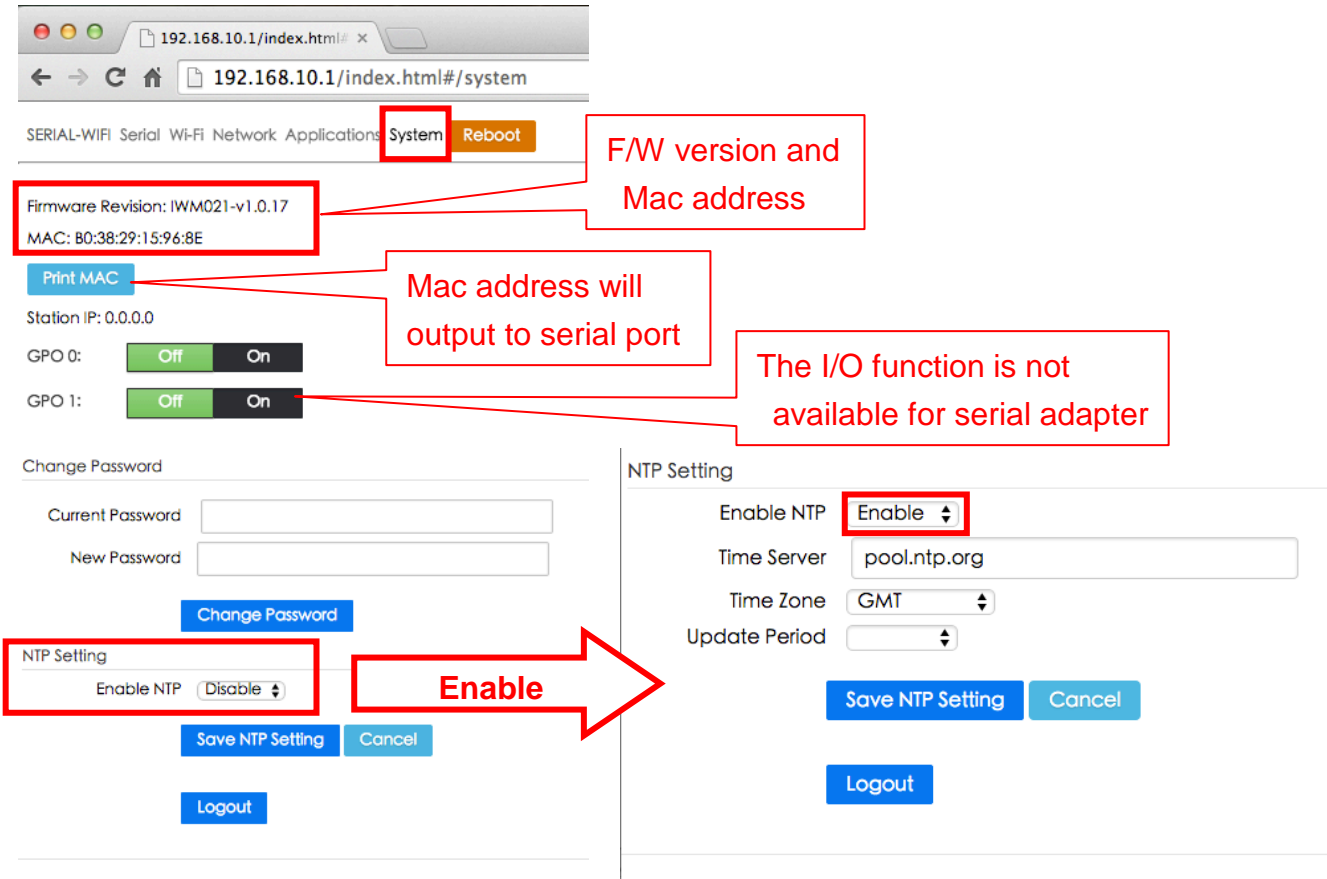 192.168.10.1/index.html#
192.168.10.1/index.html#/system
SERIAL-WIFI Serial Wi-Fi Network Applications System Reboot
F/W version and
Mac address
Firmware Revision: IWM021-v1.0.17
MAC: B0:38:29:15:96:8E
Print MAC
Mac address will
output to serial port
Station IP: 0.0.0.0
GPO 0: Off On
GPO 1: Off On
The I/O function is not
available for serial adapter
Change Password
Current Password
New Password
Change Password
NTP Setting
Enable NTP Disable
Save NTP Setting Cancel
Logout
Enable
NTP Setting
Enable NTP Enable
Time Server pool.ntp.org
Time Zone GMT
Update Period
Save NTP Setting Cancel
Logout